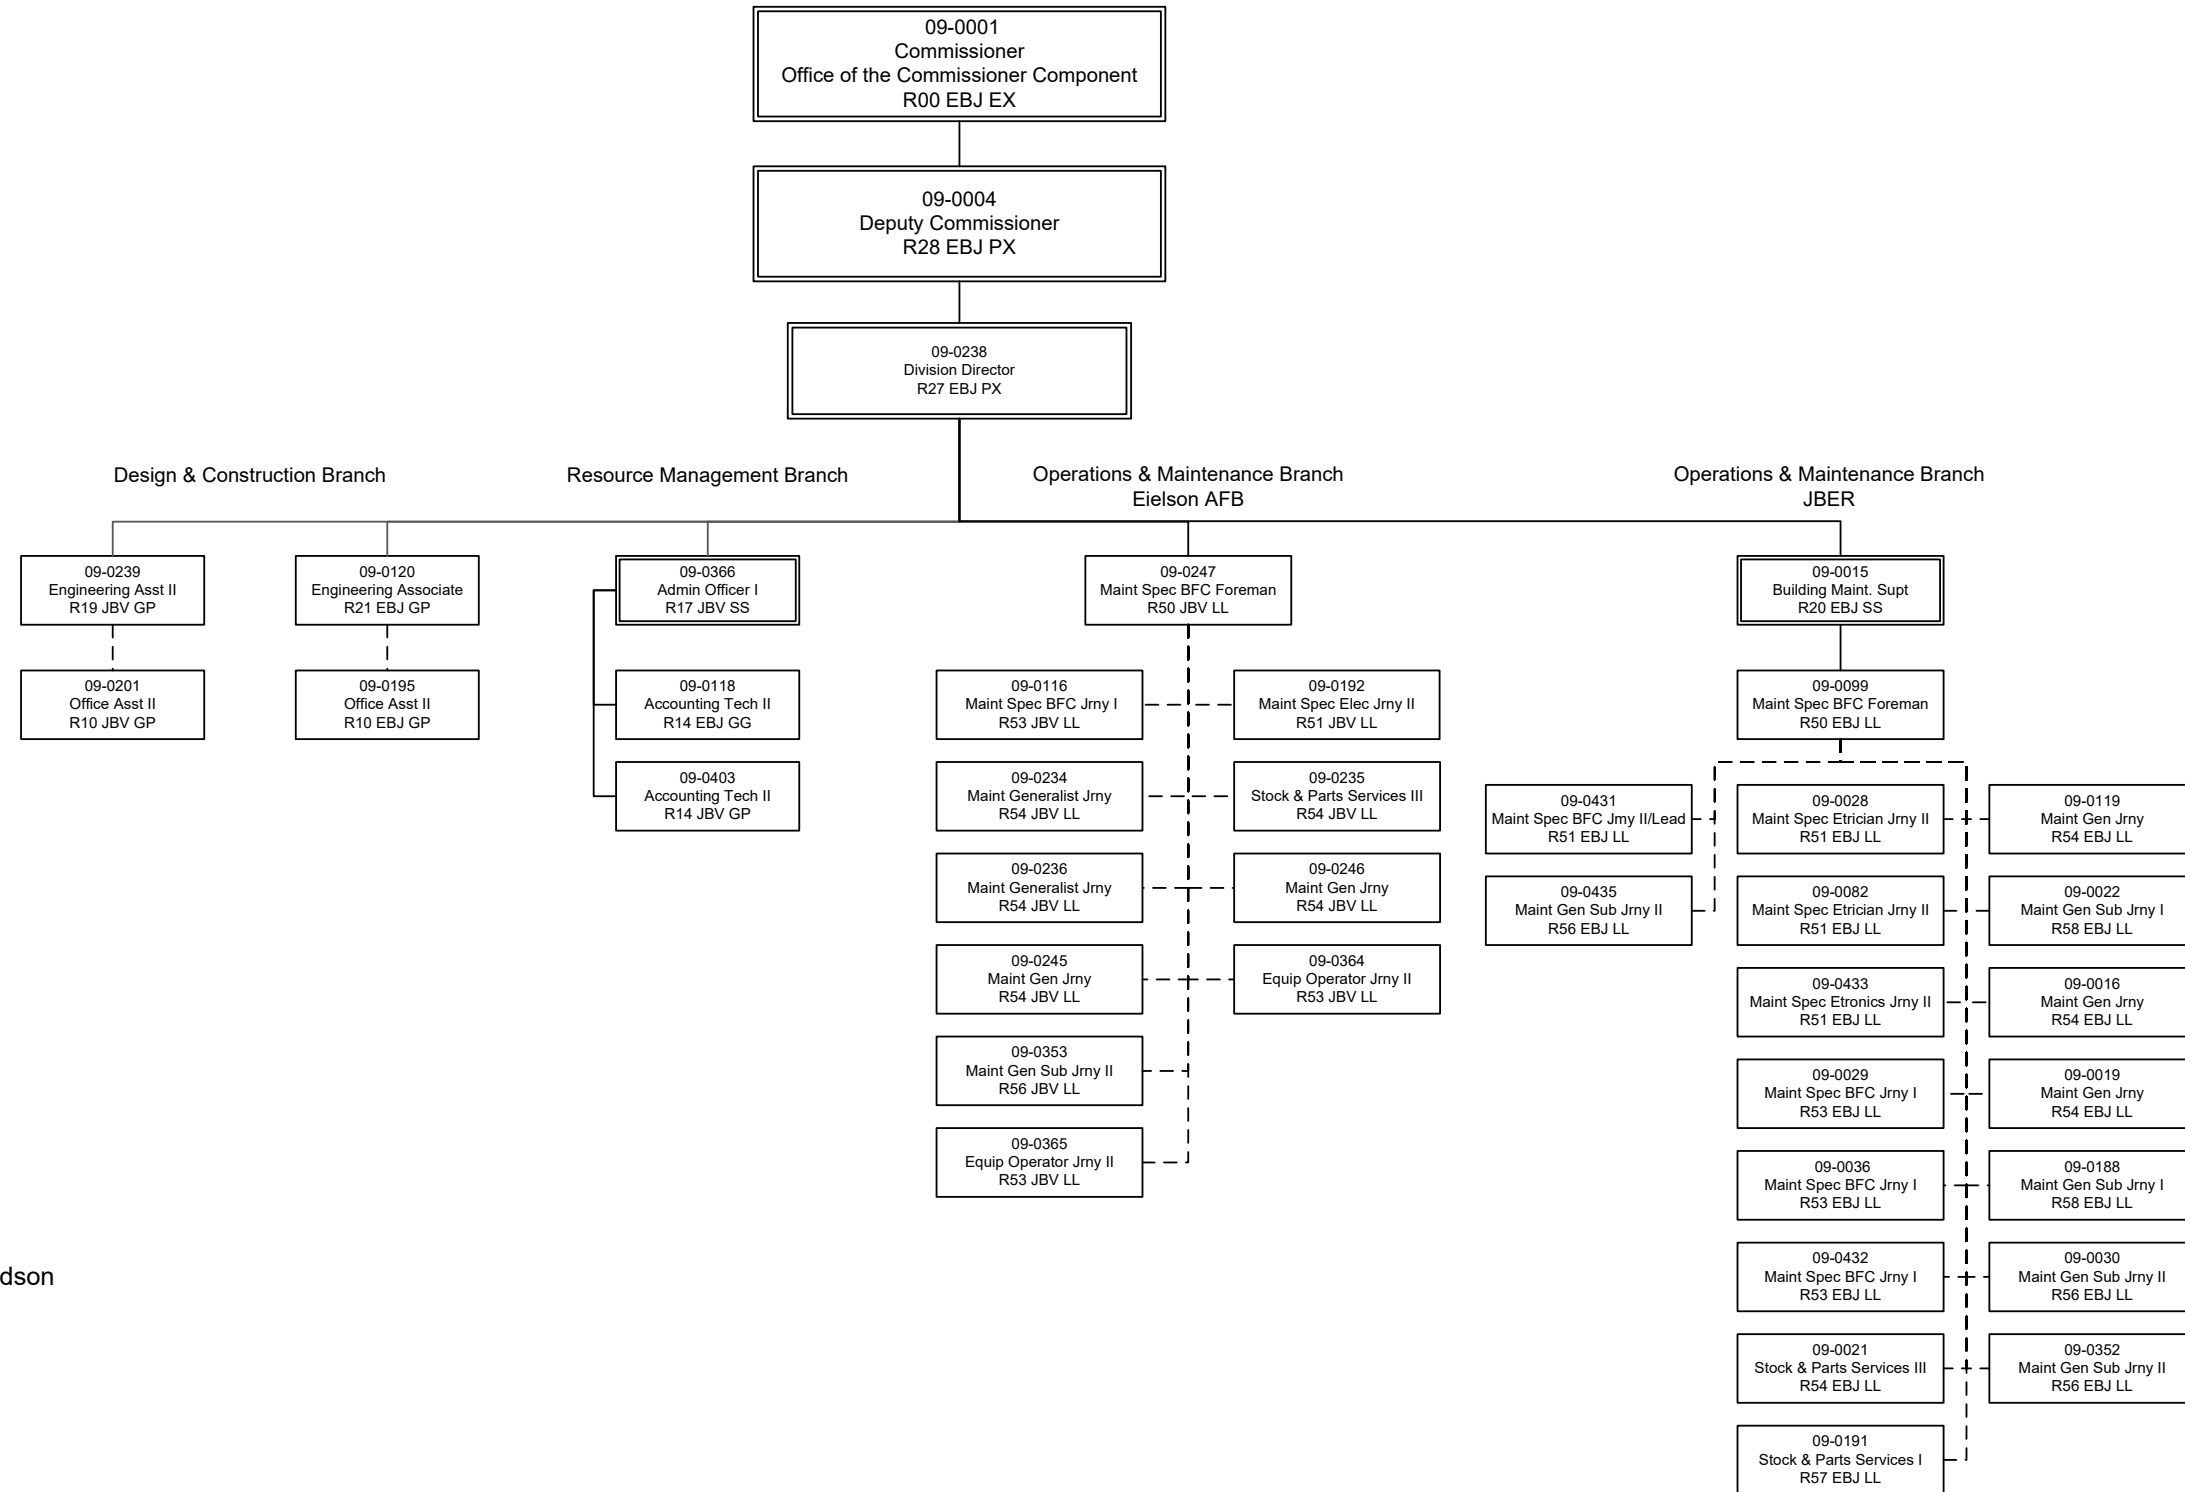 09-0001
Commissioner
Office of the Commissioner Component
R00 EBJ EX
09-0004
Deputy Commissioner
R28 EBJ PX
09-0238
Division Director
R27 EBJ PX
Design & Construction Branch
Resource Management Branch
Operations & Maintenance Branch
Eielson AFB
Operations & Maintenance Branch
JBER
09-0239
Engineering Asst II
R19 JBV GP
09-0120
Engineering Associate
R21 EBJ GP
09-0366
Admin Officer I
R17 JBV SS
09-0247
Maint Spec BFC Foreman
R50 JBV LL
09-0015
Building Maint. Supt
R20 EBJ SS
09-0201
Office Asst II
R10 JBV GP
09-0195
Office Asst II
R10 EBJ GP
09-0118
Accounting Tech II
R14 EBJ GG
09-0403
Accounting Tech II
R14 JBV GP
09-0116
Maint Spec BFC Jrny I
R53 JBV LL
09-0192
Maint Spec Elec Jrny II
R51 JBV LL
09-0234
Maint Generalist Jrny
R54 JBV LL
09-0235
Stock & Parts Services III
R54 JBV LL
09-0236
Maint Generalist Jrny
R54 JBV LL
09-0246
Maint Gen Jrny
R54 JBV LL
09-0245
Maint Gen Jrny
R54 JBV LL
09-0364
Equip Operator Jrny II
R53 JBV LL
09-0353
Maint Gen Sub Jrny II
R56 JBV LL
09-0365
Equip Operator Jrny II
R53 JBV LL
09-0099
Maint Spec BFC Foreman
R50 EBJ LL
09-0431
Maint Spec BFC Jmy II/Lead
R51 EBJ LL
09-0028
Maint Spec Etrician Jrny II
R51 EBJ LL
09-0119
Maint Gen Jrny
R54 EBJ LL
09-0435
Maint Gen Sub Jrny II
R56 EBJ LL
09-0082
Maint Spec Etrician Jrny II
R51 EBJ LL
09-0022
Maint Gen Sub Jrny I
R58 EBJ LL
09-0433
Maint Spec Etronics Jrny II
R51 EBJ LL
09-0016
Maint Gen Jrny
R54 EBJ LL
09-0029
Maint Spec BFC Jrny I
R53 EBJ LL
09-0019
Maint Gen Jrny
R54 EBJ LL
09-0036
Maint Spec BFC Jrny I
R53 EBJ LL
09-0188
Maint Gen Sub Jrny I
R58 EBJ LL
09-0432
Maint Spec BFC Jrny I
R53 EBJ LL
09-0030
Maint Gen Sub Jrny II
R56 EBJ LL
09-0021
Stock & Parts Services III
R54 EBJ LL
09-0352
Maint Gen Sub Jrny II
R56 EBJ LL
09-0191
Stock & Parts Services I
R57 EBJ LL
dson